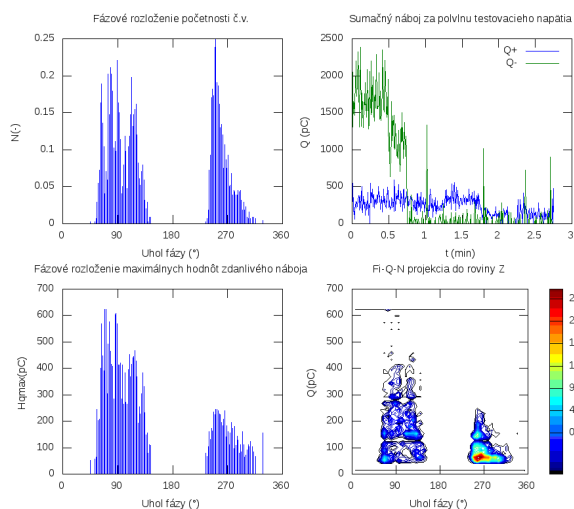 Fázové rozloženie početnosti č.v.
0.25
0.2
0.15
0.1
0.05
0
N(-)
0 90 180 270 360
Uhol fázy (°)
Sumačný náboj za polvlnu testovacieho napätia
Q+
Q-
2500
2000
1500
1000
500
0
Q (pC)
0 0.5 1 1.5 2 2.5 3
t (min)
Fázové rozloženie maximálnych hodnôt zdanlivého náboja
700
600
500
400
300
200
100
0
Hqmax(pC)
0 90 180 270 360
Uhol fázy (°)
Fi-Q-N projekcia do roviny Z
700
600
500
400
300
200
100
0
Q(pC)
0 90 180 270 360
Uhol fázy (°)
2
2
1
1
9
4
0